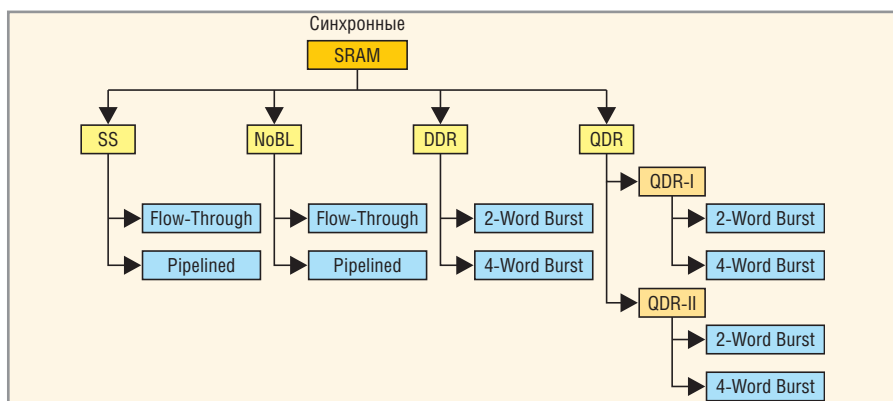 Синхронные
SRAM
SS
NoBL
DDR
QDR
QDR-I
Flow-Through
Flow-Through
2-Word Burst
2-Word Burst
Pipelined
Pipelined
4-Word Burst
4-Word Burst
QDR-II
2-Word Burst
4-Word Burst